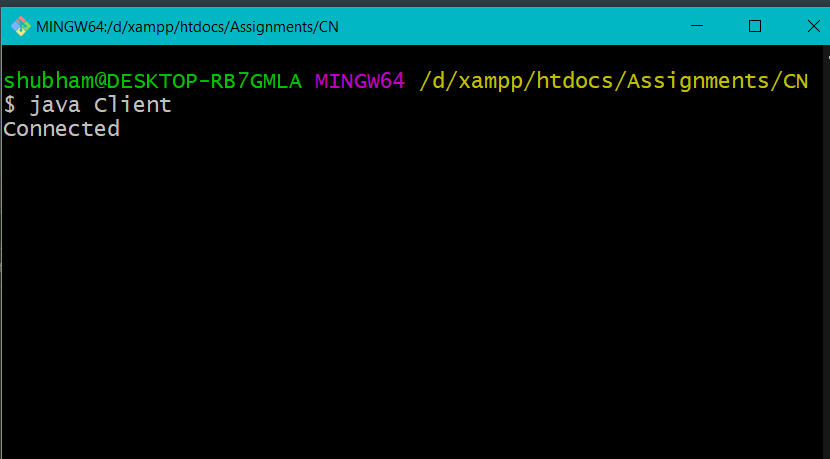 MINGW64:/d/xampp/htdocs/Assignments/CN
shubham@DESKTOP-RB7GMLA MINGW64 /d/xampp/htdocs/Assignments/CN
$ java Client
Connected